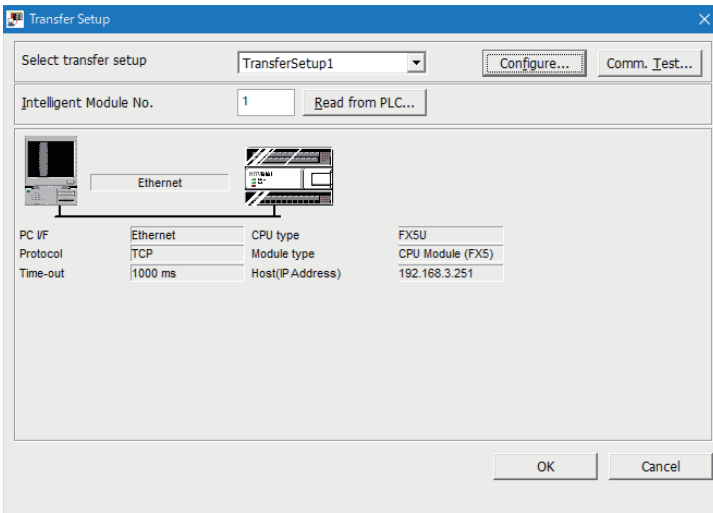 Transfer Setup
Select transfer setup TransferSetup1 Configure... Comm. Test...
Intelligent Module No. 1 Read from PLC...
Ethernet
PC I/F Ethernet CPU type FX5U
Protocol TCP Module type CPU Module (FX5)
Time-out 1000 ms Host(IP Address) 192.168.3.251
OK Cancel